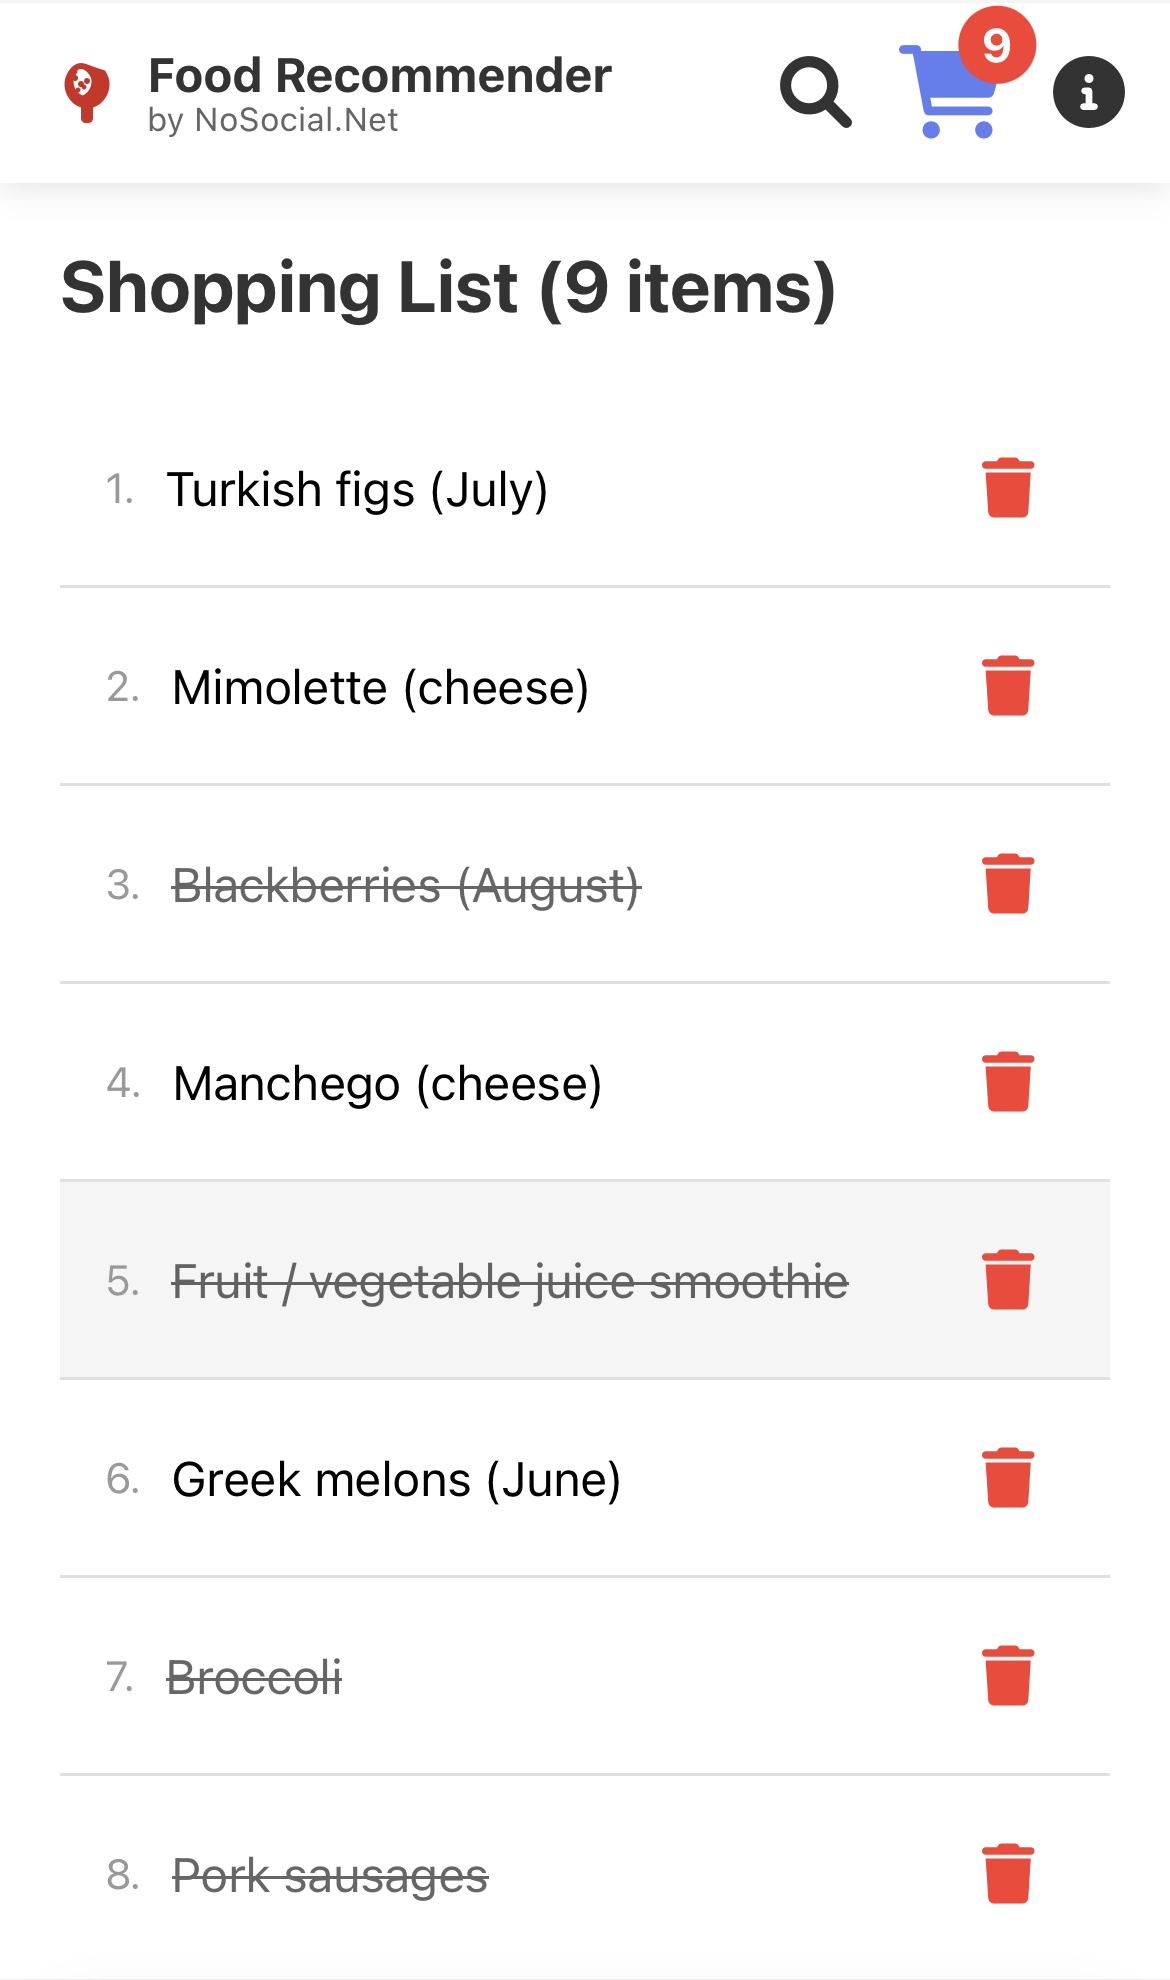 Food Recommender
by NoSocial.Net
9
Shopping List (9 items)
1. Turkish figs (July)
2. Mimolette (cheese)
3. Blackberries (August)
4. Manchego (cheese)
5. Fruit / vegetable juice smoothie
6. Greek melons (June)
7. Broccoli
8. Pork sausages